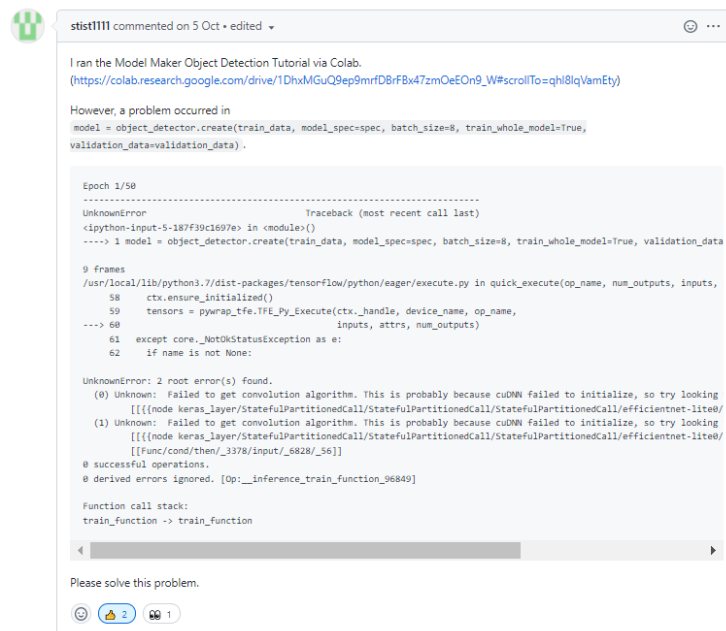 stist1111 commented on 5 Oct • edited
I ran the Model Maker Object Detection Tutorial via Colab.
(https://colab.research.google.com/drive/1DhxMGuQ9ep9mrfDBrFBx47zmOeEOn9_W#scrollTo=qhl8lqVamEty)
However, a problem occurred in
model = object_detector.create(train_data, model_spec=spec, batch_size=8, train_whole_model=True,
validation_data=validation_data) .
Epoch 1/50
---------------------------------------------------------------------------
UnknownError                              Traceback (most recent call last)
<ipython-input-5-187f39c1697e> in <module>()
----> 1 model = object_detector.create(train_data, model_spec=spec, batch_size=8, train_whole_model=True, validation_data
9 frames
/usr/local/lib/python3.7/dist-packages/tensorflow/python/eager/execute.py in quick_execute(op_name, num_outputs, inputs,
     58     ctx.ensure_initialized()
     59     tensors = pywrap_tfe.TFE_Py_Execute(ctx._handle, device_name, op_name,
---> 60                                         inputs, attrs, num_outputs)
     61   except core._NotOkStatusException as e:
     62     if name is not None:
UnknownError: 2 root error(s) found.
  (0) Unknown:  Failed to get convolution algorithm. This is probably because cuDNN failed to initialize, so try looking
         [[{{node keras_layer/StatefulPartitionedCall/StatefulPartitionedCall/StatefulPartitionedCall/efficientnet-lite0/
  (1) Unknown:  Failed to get convolution algorithm. This is probably because cuDNN failed to initialize, so try looking
         [[{{node keras_layer/StatefulPartitionedCall/StatefulPartitionedCall/StatefulPartitionedCall/efficientnet-lite0/
         [[Func/cond/then/_3378/input/_6828/_56]]
0 successful operations.
0 derived errors ignored. [Op:__inference_train_function_96849]
Function call stack:
train_function -> train_function
Please solve this problem.
👍 2 👀 1